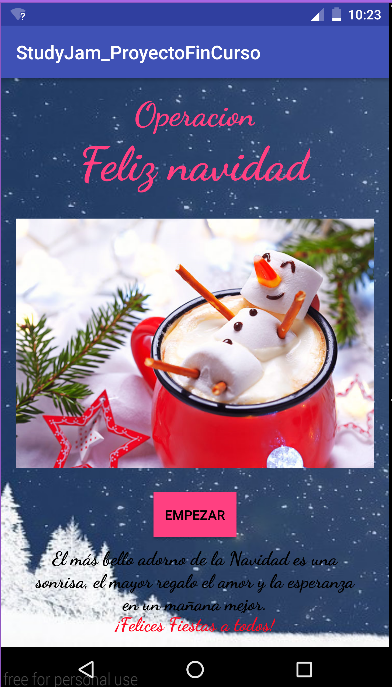 10:23
StudyJam_ProyectoFinCurso
Operacion
Feliz navidad
EMPEZAR
El más bello adorno de la Navidad es una
sonrisa, el mayor regalo el amor y la esperanza
en un mañana mejor.
¡Felices Fiestas a todos!
free for personal use